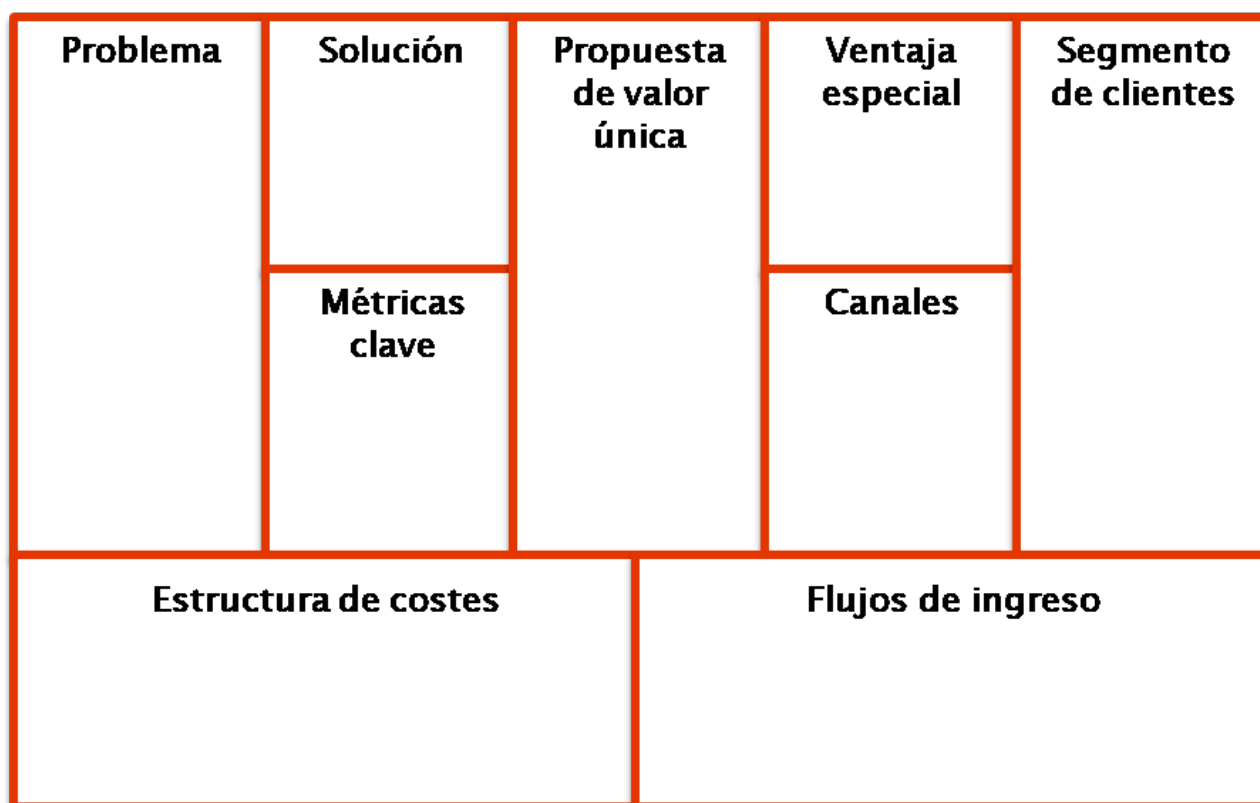 Problema
Solución
Propuesta
de valor
única
Ventaja
especial
Segmento
de clientes
Métricas
clave
Canales
Estructura de costes
Flujos de ingreso